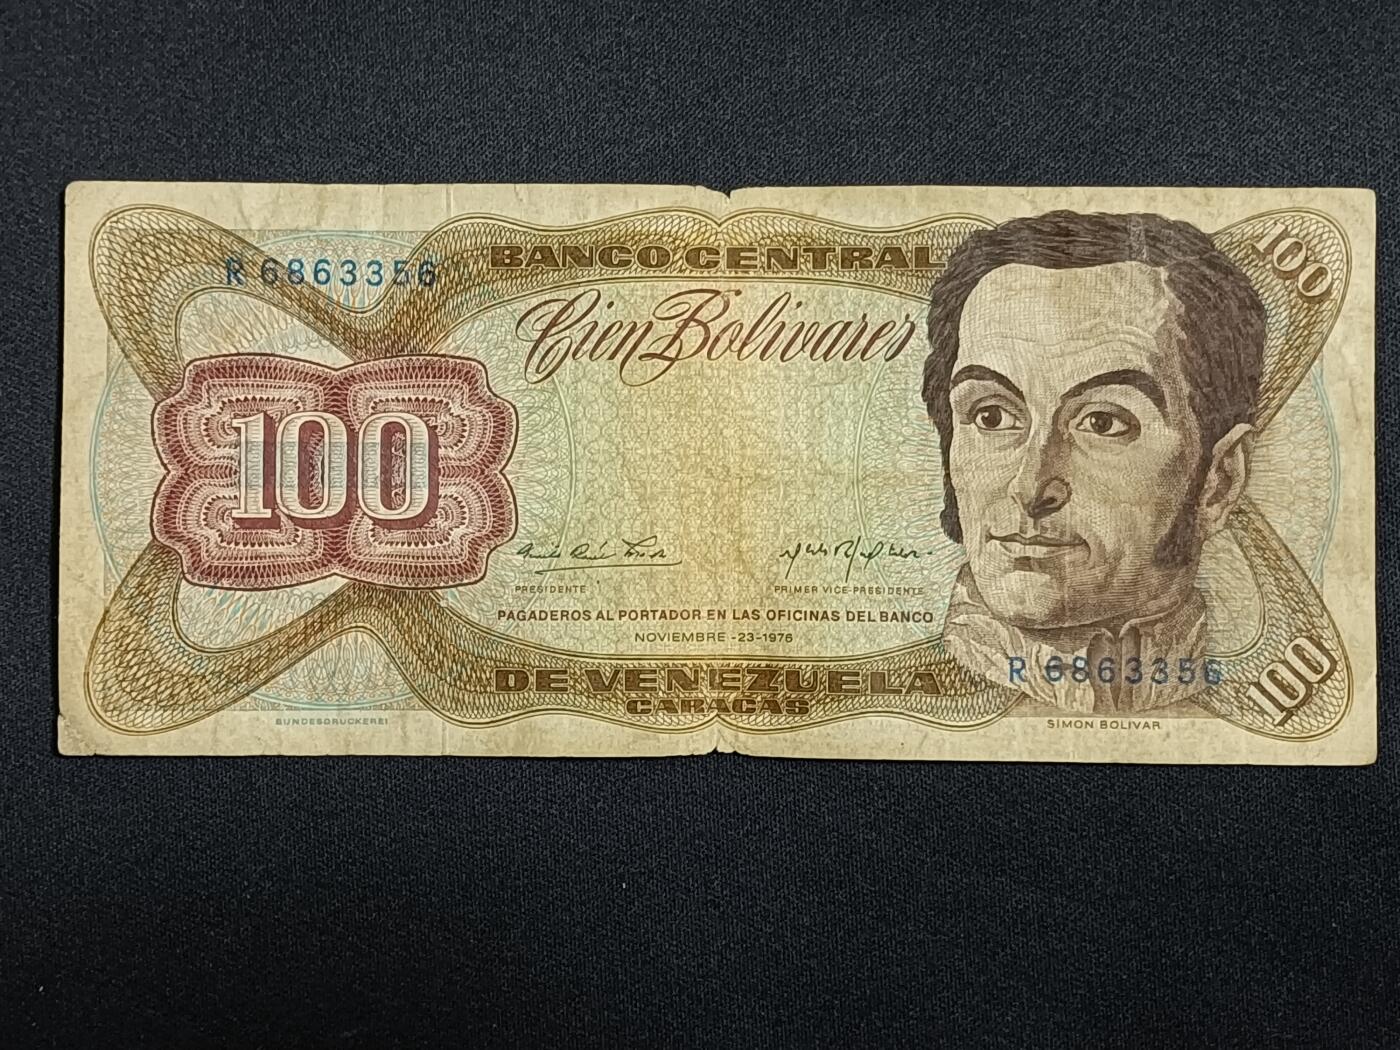 R 6863356
BANCO CENTRAL
100
Cien Bolivares
100
PRESIDENTE
PRIMER VICE-PRESIDENTE
PAGADEROS AL PORTADOR EN LAS OFICINAS DEL BANCO
NOVIEMBRE -23-1976
DE VENEZUELA
CARACAS
R 6863356
100
BUNDESDRUCKEREI
SIMON BOLIVAR